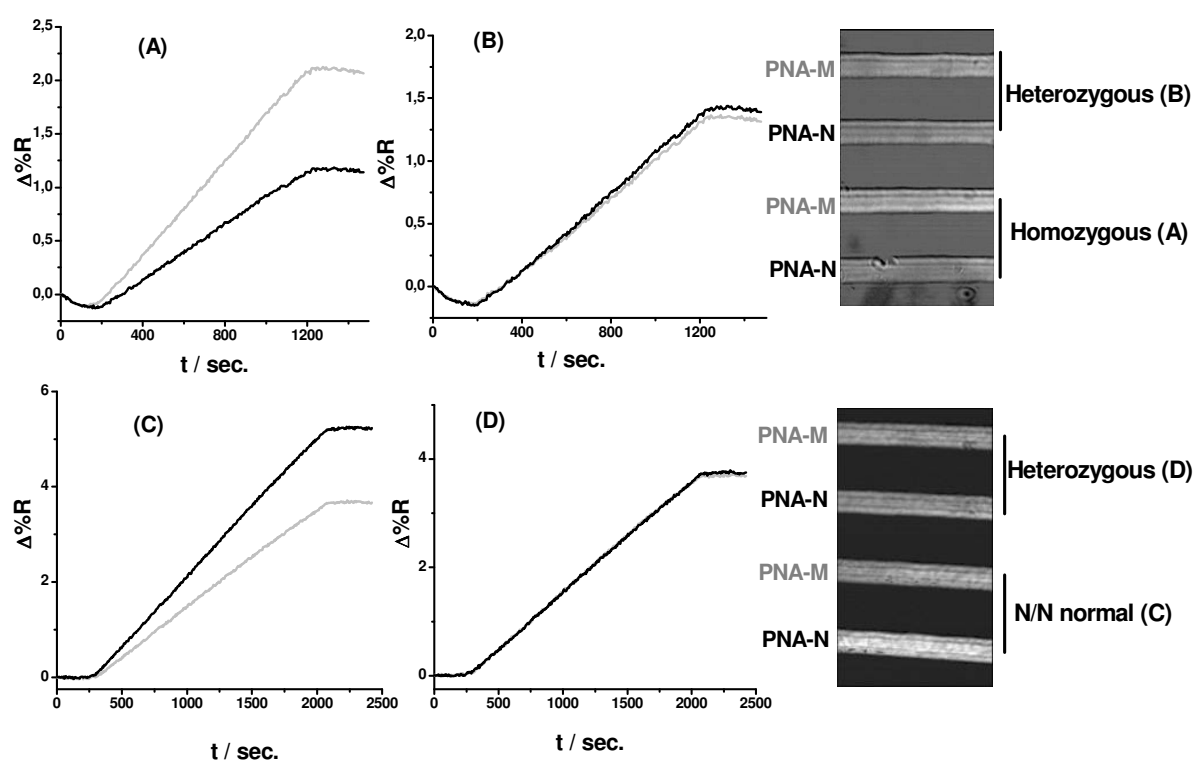 (A)
2,5
2,0
1,5
1,0
0,5
0,0
Δ%R
0
400
800
1200
t / sec.
(B)
2,0
1,5
1,0
0,5
0,0
Δ%R
0
400
800
1200
t / sec.
PNA-M
PNA-N
PNA-M
PNA-N
Heterozygous (B)
Homozygous (A)
(C)
6
4
2
0
Δ%R
0
500
1000
1500
2000
2500
t / sec.
(D)
4
2
0
Δ%R
0
500
1000
1500
2000
2500
t / sec.
PNA-M
PNA-N
PNA-M
PNA-N
Heterozygous (D)
N/N normal (C)